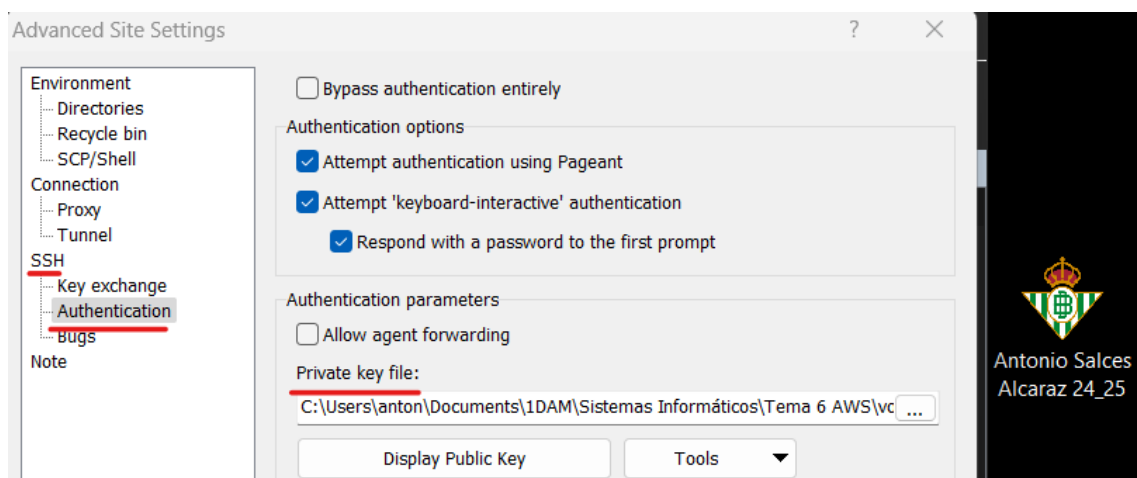 Advanced Site Settings
?
Environment
Directories
Recycle bin
SCP/Shell
Connection
Proxy
Tunnel
SSH
Key exchange
Authentication
Bugs
Note
Bypass authentication entirely
Authentication options
Attempt authentication using Pageant
Attempt 'keyboard-interactive' authentication
Respond with a password to the first prompt
Authentication parameters
Allow agent forwarding
Private key file:
C:\Users\anton\Documents\1DAM\Sistemas Informáticos\Tema 6 AWS\vo
...
Display Public Key
Tools
Antonio Salces
Alcaraz 24_25